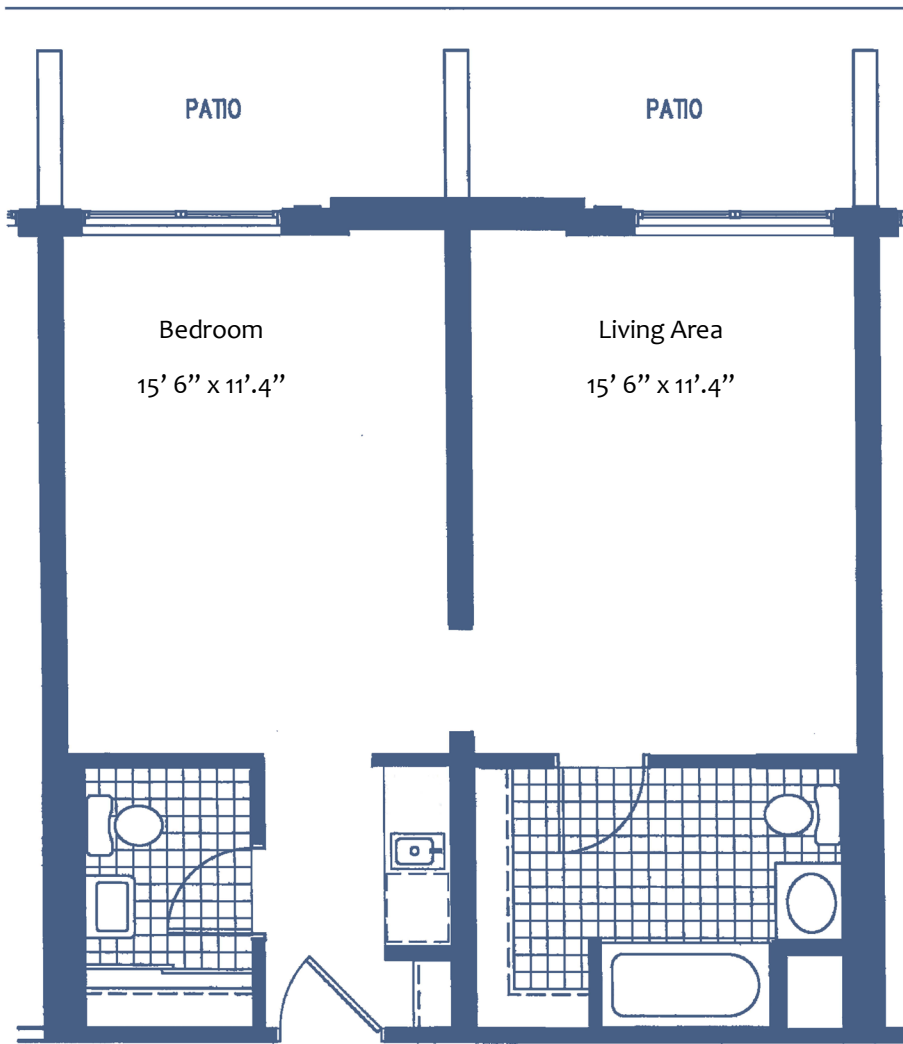 PATIO
PATIO
Bedroom
15’ 6” x 11’.4”
Living Area
15’ 6” x 11’.4”